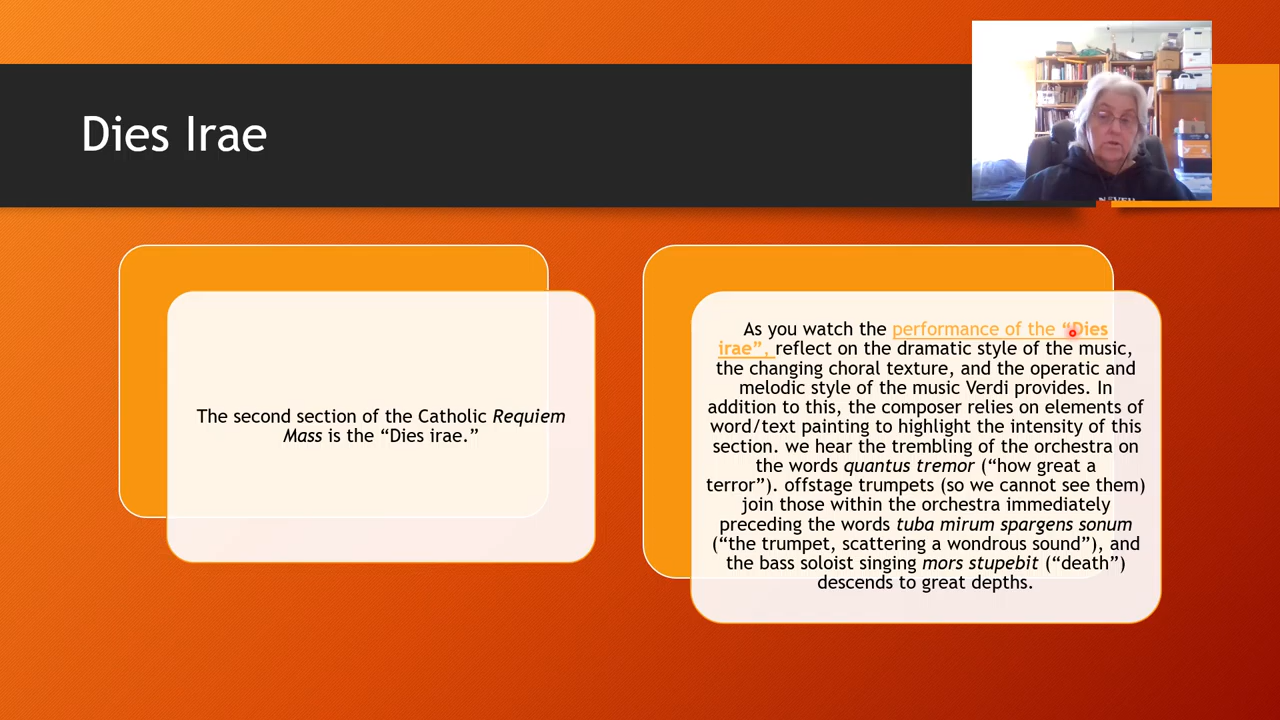 Dies Irae
The second section of the Catholic Requiem
Mass is the “Dies irae.”
As you watch the performance of the “Dies
irae”, reflect on the dramatic style of the music,
the changing choral texture, and the operatic and
melodic style of the music Verdi provides. In
addition to this, the composer relies on elements of
word/text painting to highlight the intensity of this
section. we hear the trembling of the orchestra on
the words quantus tremor (“how great a
terror”). offstage trumpets (so we cannot see them)
join those within the orchestra immediately
preceding the words tuba mirum spargens sonum
(“the trumpet, scattering a wondrous sound”), and
the bass soloist singing mors stupebit (“death”)
descends to great depths.